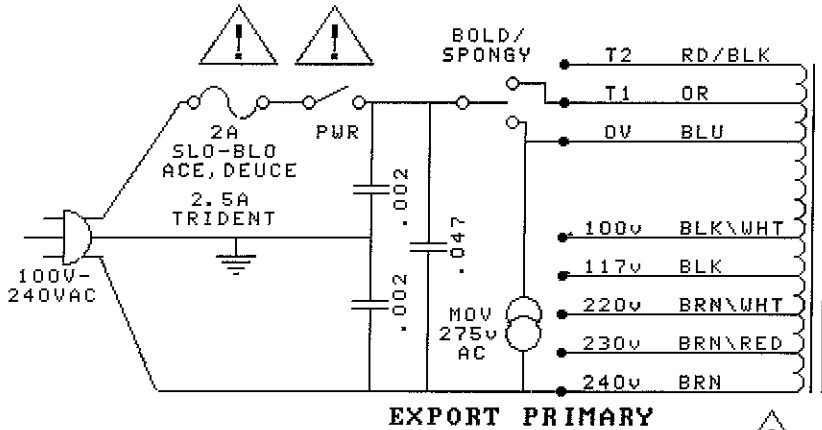 !
!
BOLD/
SPONGY
T2 RD/BLK
T1 OR
0V BLU
2A
SLO-BLO
ACE, DEUCE
PWR
2.5A
TRIDENT
.002
.047
.002
100V-
240VAC
MOV
275v
AC
100v BLK\WHT
117v BLK
220v BRN\WHT
230v BRN\RED
240v BRN
EXPORT PRIMARY